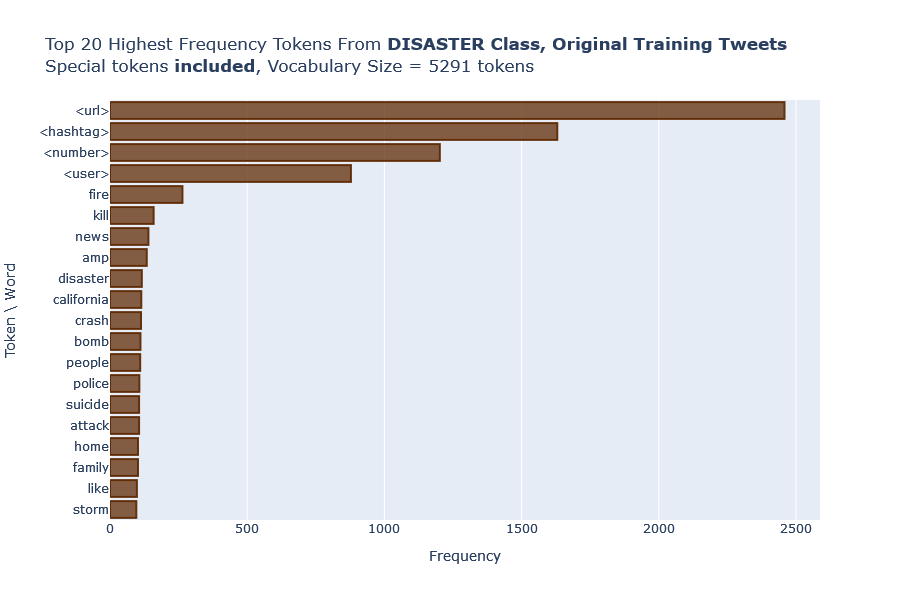 Top 20 Highest Frequency Tokens From DISASTER Class, Original Training Tweets
Special tokens included, Vocabulary Size = 5291 tokens
Token \ Word
<url>
<hashtag>
<number>
<user>
fire
kill
news
amp
disaster
california
crash
bomb
people
police
suicide
attack
home
family
like
storm
0 500 1000 1500 2000 2500
Frequency